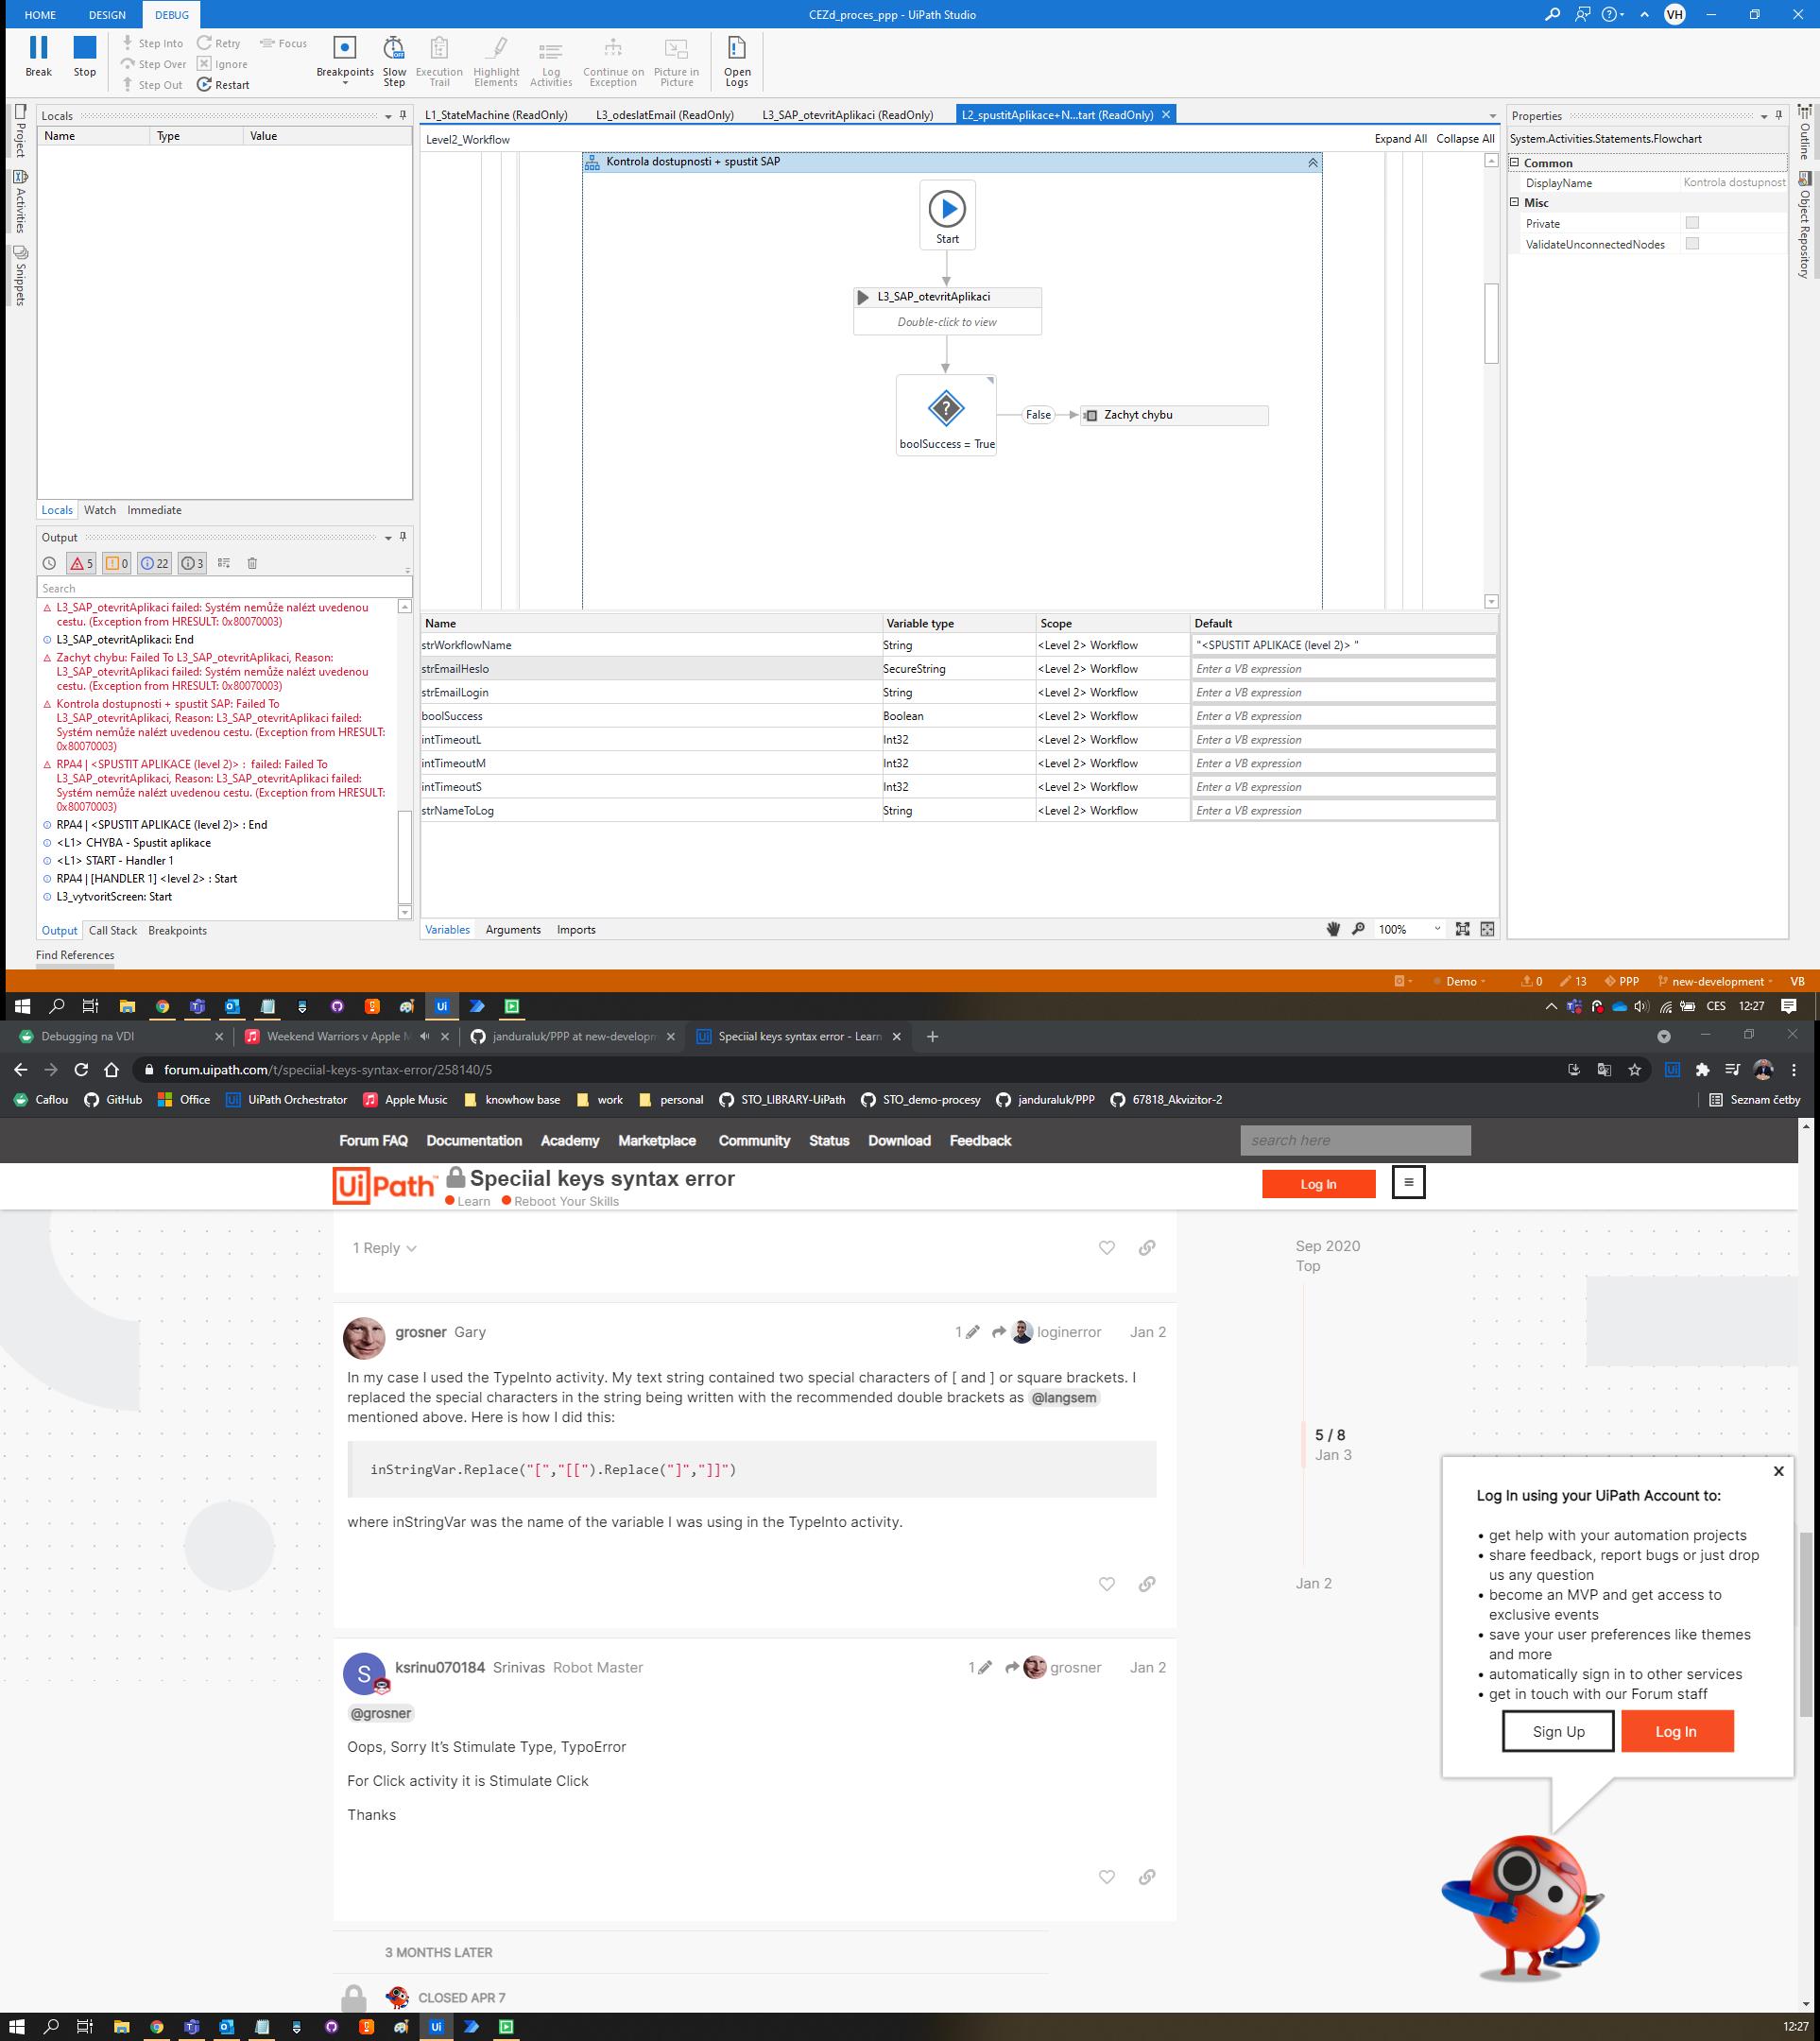 HOME DESIGN DEBUG CEZd_proces_ppp - UiPath Studio VH
Break Stop Step Into Retry Focus Breakpoints Slow Step Execution Trail Highlight Elements Log Activities Continue on Exception Picture in Picture Open Logs
Step Over Ignore
Step Out Restart
Project
Activities
Snippets
Locals
Name Type Value
Locals Watch Immediate
Output
5 0 22 3
Search
L3_SAP_otevritAplikaci failed: Systém nemůže nalézt uvedenou
cestu. (Exception from HRESULT: 0x80070003)
L3_SAP_otevritAplikaci: End
Zachyt chybu: Failed To L3_SAP_otevritAplikaci, Reason:
L3_SAP_otevritAplikaci failed: Systém nemůže nalézt uvedenou
cestu. (Exception from HRESULT: 0x80070003)
Kontrola dostupnosti + spustit SAP: Failed To
L3_SAP_otevritAplikaci, Reason: L3_SAP_otevritAplikaci failed:
Systém nemůže nalézt uvedenou cestu. (Exception from HRESULT:
0x80070003)
RPA4 | <SPUSTIT APLIKACE (level 2)> : failed: Failed To
L3_SAP_otevritAplikaci, Reason: L3_SAP_otevritAplikaci failed:
Systém nemůže nalézt uvedenou cestu. (Exception from HRESULT:
0x80070003)
RPA4 | <SPUSTIT APLIKACE (level 2)> : End
<L1> CHYBA - Spustit aplikace
<L1> START - Handler 1
RPA4 | [HANDLER 1] <level 2> : Start
L3_vytvoritScreen: Start
Output Call Stack Breakpoints
Find References
L1_StateMachine (ReadOnly) L3_odeslatEmail (ReadOnly) L3_SAP_otevritAplikaci (ReadOnly) L2_spustitAplikace+N...tart (ReadOnly)
Level2_Workflow Expand All Collapse All
Kontrola dostupnosti + spustit SAP
Start
L3_SAP_otevritAplikaci
Double-click to view
False Zachyt chybu
boolSuccess = True
Name Variable type Scope Default
strWorkflowName String <Level 2> Workflow "<SPUSTIT APLIKACE (level 2)> "
strEmailHeslo SecureString <Level 2> Workflow Enter a VB expression
strEmailLogin String <Level 2> Workflow Enter a VB expression
boolSuccess Boolean <Level 2> Workflow Enter a VB expression
intTimeoutL Int32 <Level 2> Workflow Enter a VB expression
intTimeoutM Int32 <Level 2> Workflow Enter a VB expression
intTimeoutS Int32 <Level 2> Workflow Enter a VB expression
strNameToLog String <Level 2> Workflow Enter a VB expression
Variables Arguments Imports 100%
Properties
System.Activities.Statements.Flowchart
Common
DisplayName Kontrola dostupnost
Misc
Private
ValidateUnconnectedNodes
Outline
Object Repository
Demo 0 13 PPP new-development VB
Ui CES 12:27
Debugging na VDI Weekend Warriors v Apple M janduraluk/PPP at new-developm Speciial keys syntax error - Learn
forum.uipath.com/t/speciial-keys-syntax-error/258140/5
Caflou GitHub Office UiPath Orchestrator Apple Music knowhow base work personal STO_LIBRARY-UiPath STO_demo-procesy janduraluk/PPP 67818_Akvizitor-2 Seznam četby
Forum FAQ Documentation Academy Marketplace Community Status Download Feedback search here
UiPath Speciial keys syntax error Log In
Learn Reboot Your Skills
1 Reply
grosner Gary 1 loginerror Jan 2
In my case I used the TypeInto activity. My text string contained two special characters of [ and ] or square brackets. I
replaced the special characters in the string being written with the recommended double brackets as @langsem
mentioned above. Here is how I did this:
inStringVar.Replace("[","[[").Replace("]","]]")
where inStringVar was the name of the variable I was using in the TypeInto activity.
S ksrinu070184 Srinivas Robot Master 1 grosner Jan 2
@grosner
Oops, Sorry It's Stimulate Type, TypoError
For Click activity it is Stimulate Click
Thanks
3 MONTHS LATER
CLOSED APR 7
Sep 2020
Top
5 / 8
Jan 3
Jan 2
x
Log In using your UiPath Account to:
• get help with your automation projects
• share feedback, report bugs or just drop
us any question
• become an MVP and get access to
exclusive events
• save your user preferences like themes
and more
• automatically sign in to other services
• get in touch with our Forum staff
Sign Up Log In
Ui 12:27